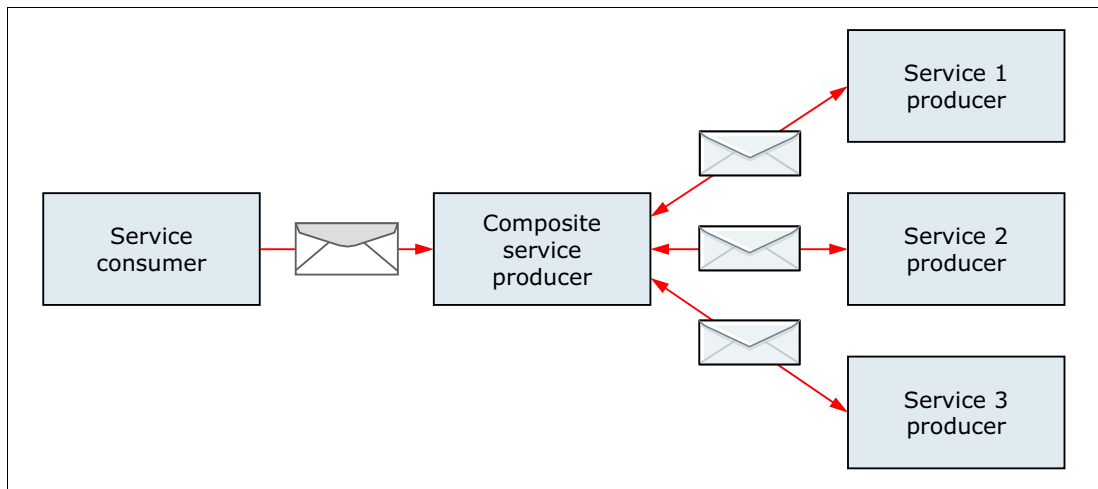 Service
consumer
Composite
service
producer
Service 1
producer
Service 2
producer
Service 3
producer